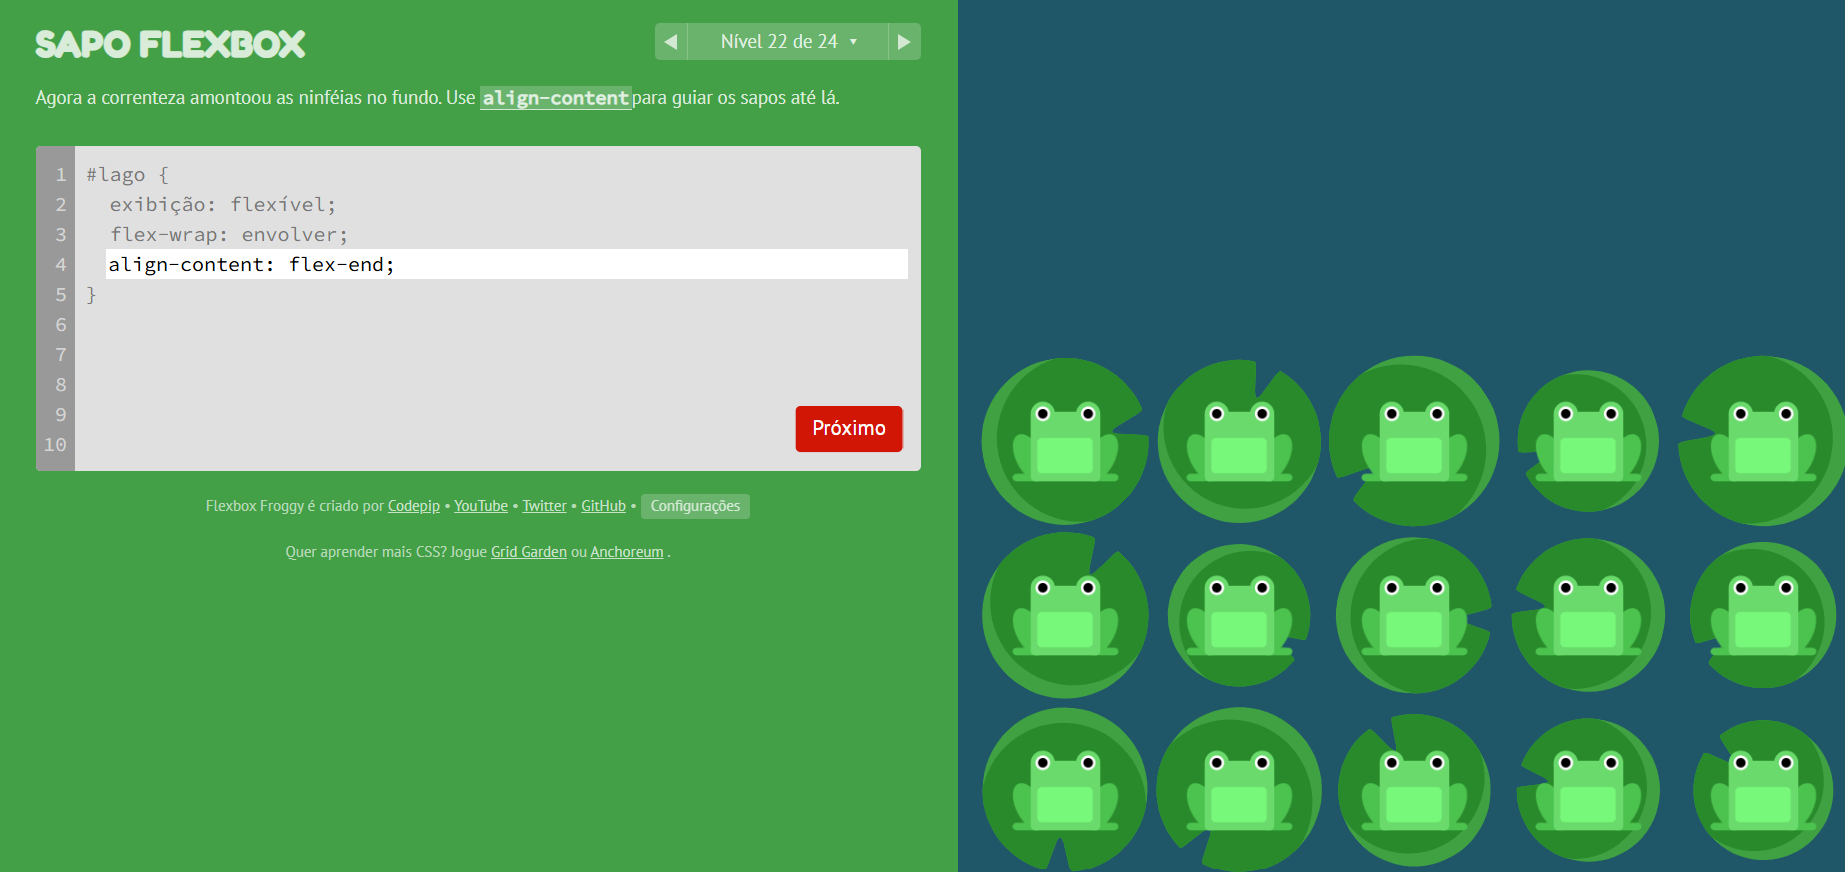 SAPO FLEXBOX
◀ Nível 22 de 24 ▼ ▶
Agora a correnteza amontoou as ninféias no fundo. Use align-content para guiar os sapos até lá.
1 #lago {
2 exibição: flexível;
3 flex-wrap: envolver;
4 align-content: flex-end;
5 }
6
7
8
9
10
Próximo
Flexbox Froggy é criado por Codepip • YouTube • Twitter • GitHub • Configurações
Quer aprender mais CSS? Jogue Grid Garden ou Anchoreum .